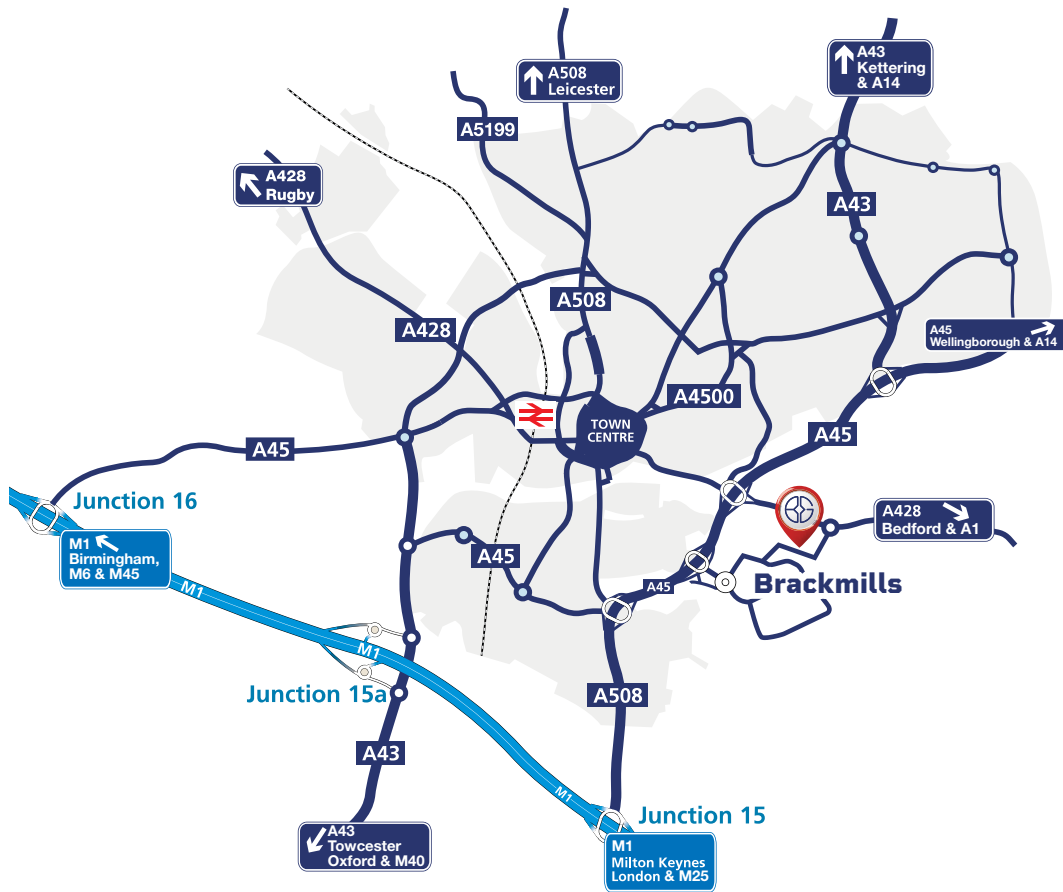 A43
Kettering
& A14
A508
Leicester
A5199
A428
Rugby
A43
A508
A428
A45
Wellingborough & A14
A4500
TOWN
CENTRE
A45
A45
Junction 16
A428
Bedford & A1
M1
Birmingham,
M6 & M45
A45
Brackmills
A45
M1
M1
Junction 15a
A508
A43
M1
Junction 15
A43
Towcester
Oxford & M40
M1
Milton Keynes
London & M25